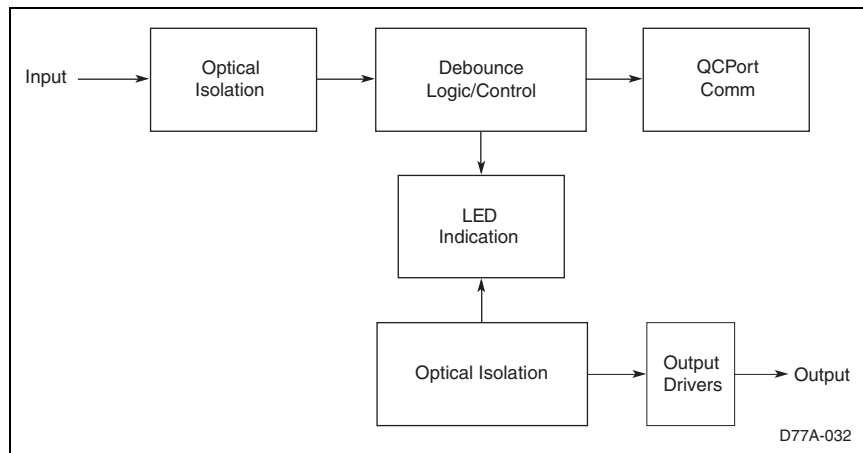 Input
Optical
Isolation
Debounce
Logic/Control
QCPort
Comm
LED
Indication
Optical Isolation
Output
Drivers
Output
D77A-032